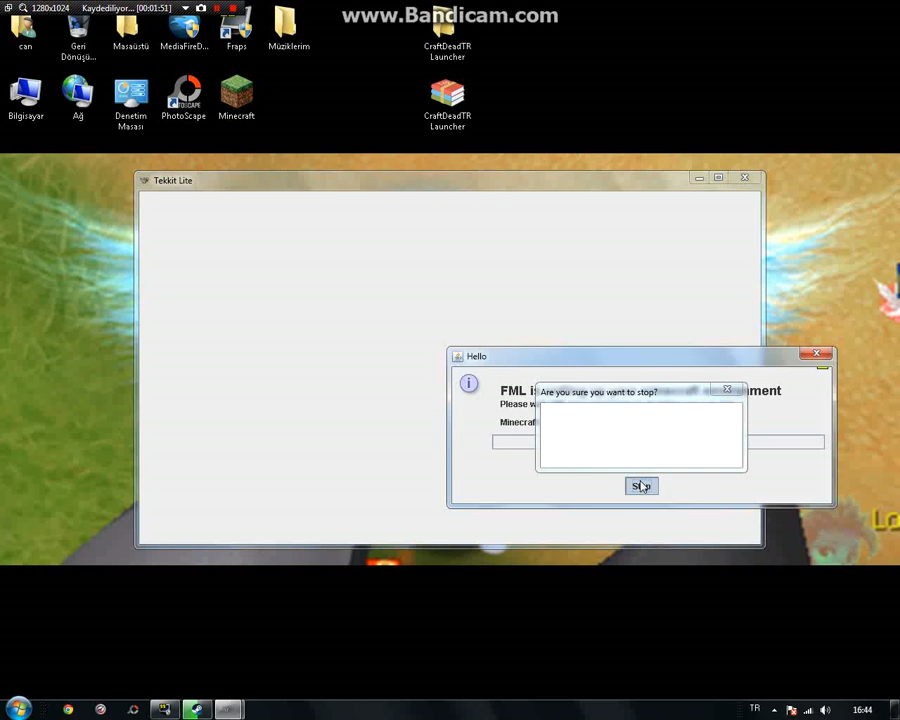 1280x1024
Kaydediliyor... [00:01:51]
www.Bandicam.com
can
Geri Dönüşü...
Masaüstü
MediaFireD...
Fraps
Müziklerim
CraftDeadTR
Launcher
Bilgisayar
Ağ
Denetim
Masası
PhotoScape
Minecraft
CraftDeadTR
Launcher
Tekkit Lite
Hello
FML is
Are you sure you want to stop?
Please
Minecraf
Lo
TR
16:44